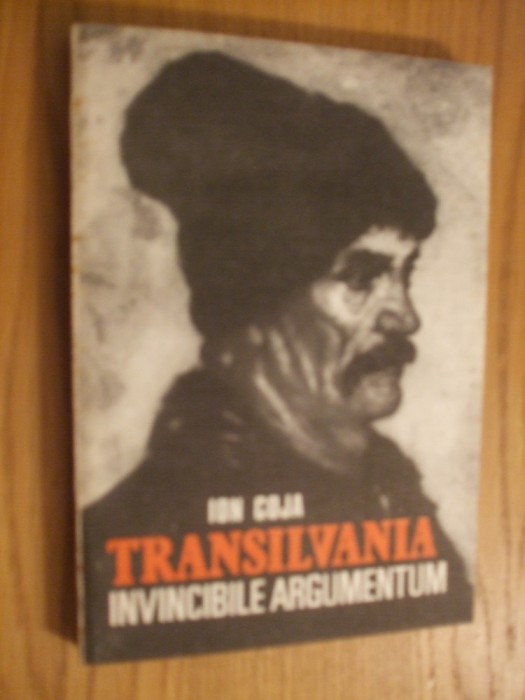 ION COJA
TRANSILVANIA
INVINCIBILE ARGUMENTUM